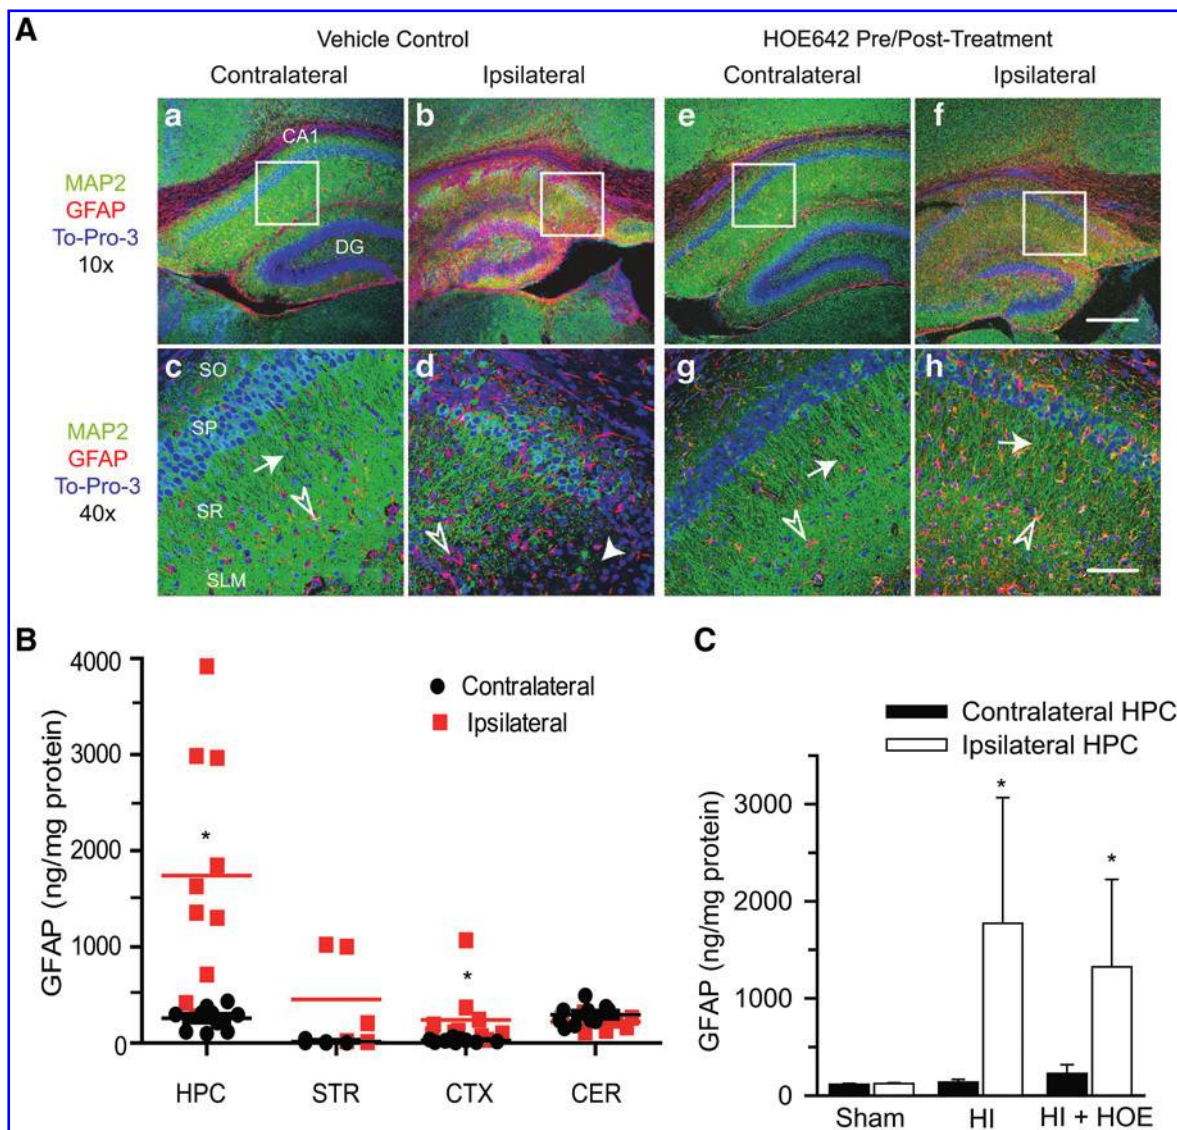 A
Vehicle Control
HOE642 Pre/Post-Treatment
Contralateral
Ipsilateral
Contralateral
Ipsilateral
a
b
e
f
CA1
DG
MAP2
GFAP
To-Pro-3
10x
c
d
g
h
SO
SP
SR
SLM
MAP2
GFAP
To-Pro-3
40x
B
GFAP (ng/mg protein)
4000
3000
2000
1000
0
Contralateral
Ipsilateral
*
*
HPC
STR
CTX
CER
C
Contralateral HPC
Ipsilateral HPC
GFAP (ng/mg protein)
3000
2000
1000
0
*
*
Sham
HI
HI + HOE